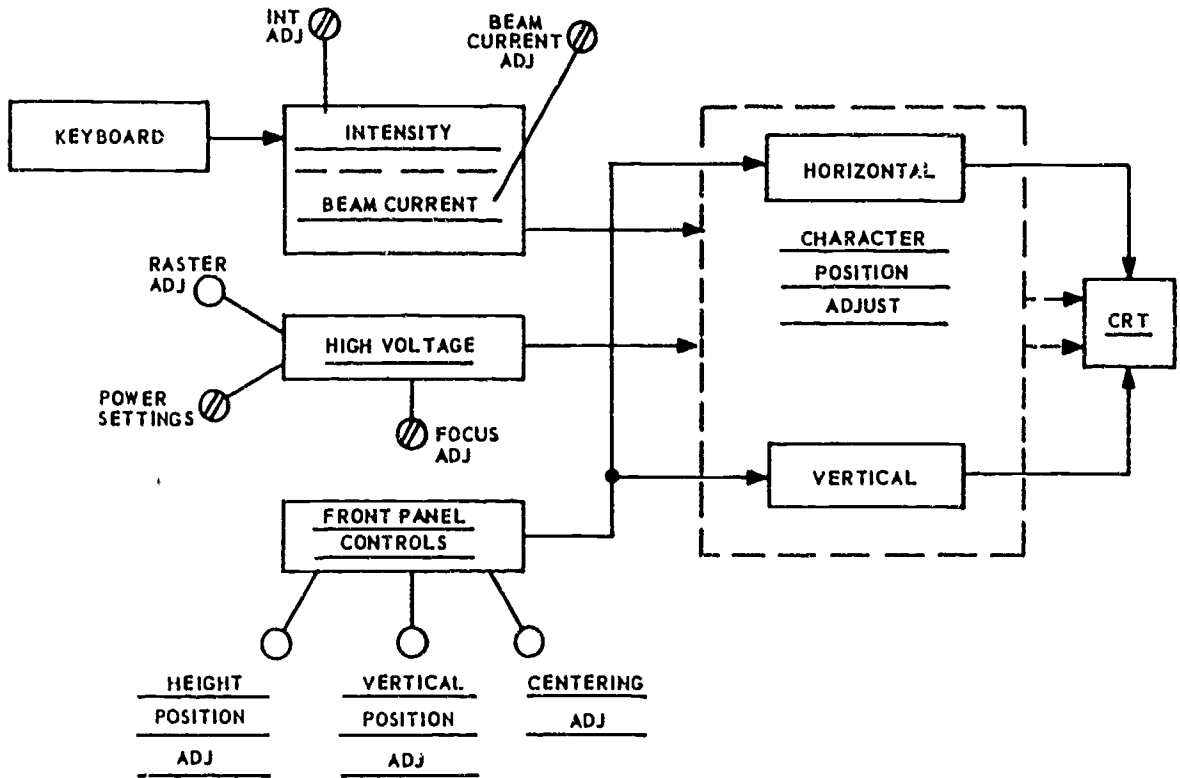 INT
ADJ
BEAM
CURRENT
ADJ
KEYBOARD
INTENSITY
BEAM CURRENT
HORIZONTAL
CHARACTER
POSITION
ADJUST
RASTER
ADJ
HIGH VOLTAGE
CRT
POWER
SETTINGS
FOCUS
ADJ
VERTICAL
FRONT PANEL
CONTROLS
HEIGHT
POSITION
ADJ
VERTICAL
POSITION
ADJ
CENTERING
ADJ